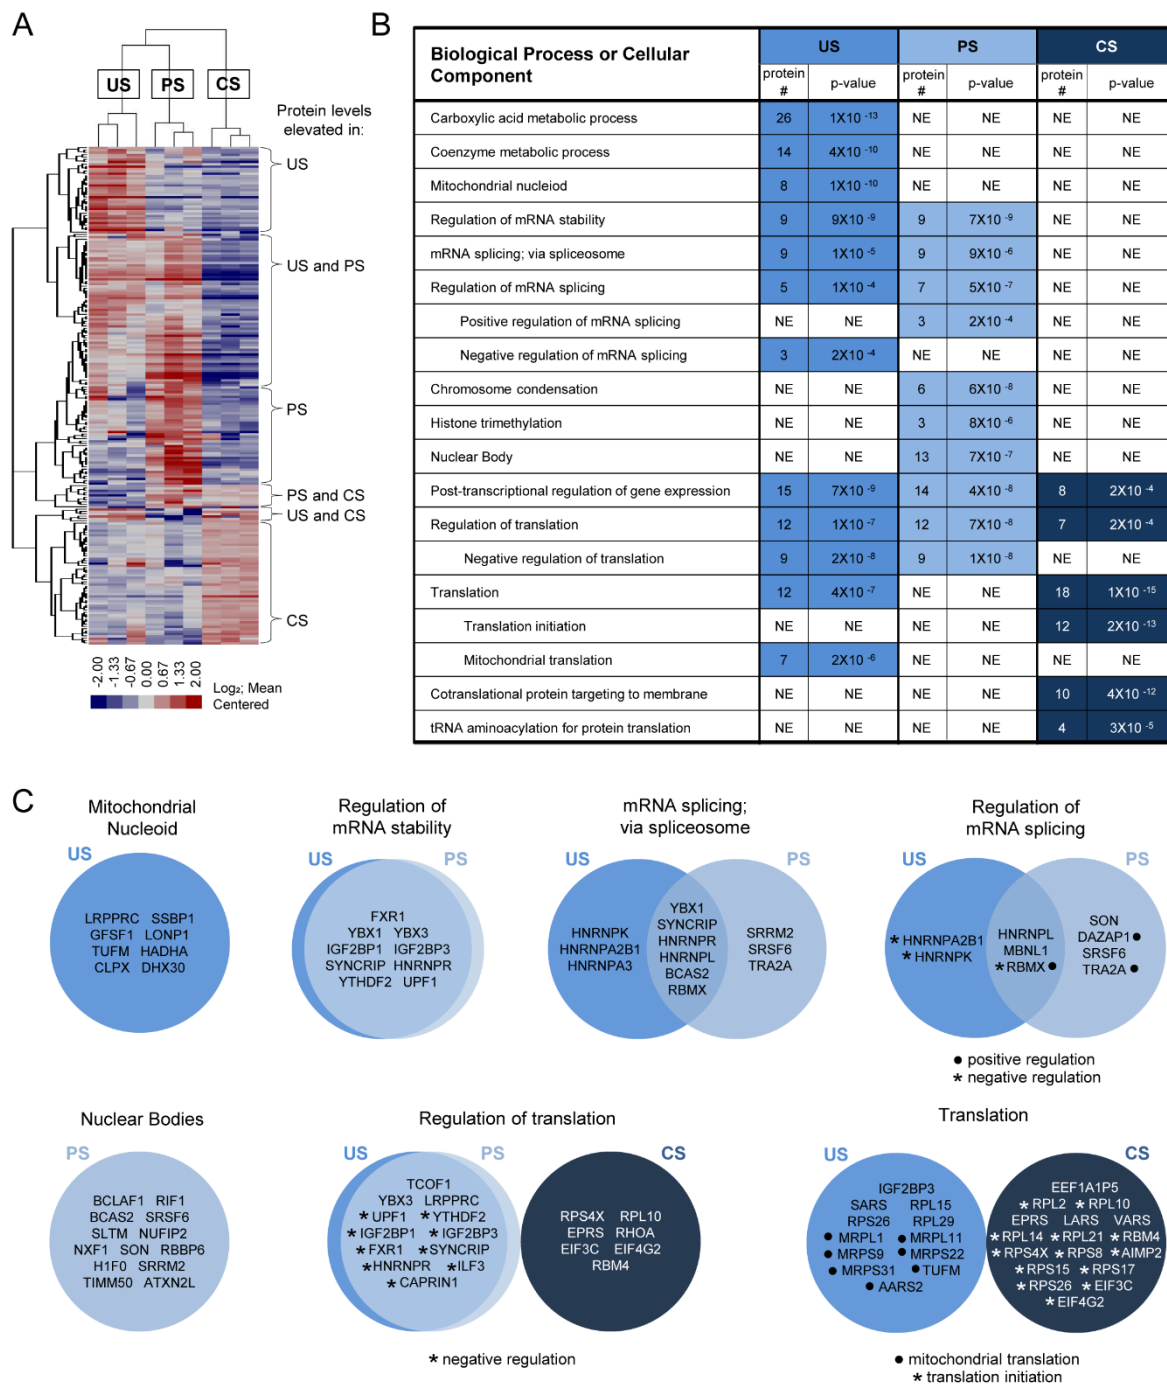 A
US PS CS
Protein levels
elevated in:
US
US and PS
PS
PS and CS
US and CS
CS
-2.00 -1.33 -0.67 0.00 0.67 1.33 2.00
Log₂; Mean
Centered
B
Biological Process or Cellular
Component
US PS CS
protein # p-value protein # p-value protein # p-value
Carboxylic acid metabolic process 26 1X10 -13 NE NE NE NE
Coenzyme metabolic process 14 4X10 -10 NE NE NE NE
Mitochondrial nucleiod 8 1X10 -10 NE NE NE NE
Regulation of mRNA stability 9 9X10 -9 9 7X10 -9 NE NE
mRNA splicing; via spliceosome 9 1X10 -5 9 9X10 -6 NE NE
Regulation of mRNA splicing 5 1X10 -4 7 5X10 -7 NE NE
Positive regulation of mRNA splicing NE NE 3 2X10 -4 NE NE
Negative regulation of mRNA splicing 3 2X10 -4 NE NE NE NE
Chromosome condensation NE NE 6 6X10 -8 NE NE
Histone trimethylation NE NE 3 8X10 -6 NE NE
Nuclear Body NE NE 13 7X10 -7 NE NE
Post-transcriptional regulation of gene expression 15 7X10 -9 14 4X10 -8 8 2X10 -4
Regulation of translation 12 1X10 -7 12 7X10 -8 7 2X10 -4
Negative regulation of translation 9 2X10 -8 9 1X10 -8 NE NE
Translation 12 4X10 -7 NE NE 18 1X10 -15
Translation initiation NE NE NE NE 12 2X10 -13
Mitochondrial translation 7 2X10 -6 NE NE NE NE
Cotranslational protein targeting to membrane NE NE NE NE 10 4X10 -12
tRNA aminoacylation for protein translation NE NE NE NE 4 3X10 -5
C
Mitochondrial
Nucleoid
US
LRPPRC SSBP1
GFSF1 LONP1
TUFM HADHA
CLPX DHX30
Regulation of
mRNA stability
US PS
FXR1
YBX1 YBX3
IGF2BP1 IGF2BP3
SYNCRIP HNRNPR
YTHDF2 UPF1
mRNA splicing;
via spliceosome
US PS
HNRNPK
HNRNPA2B1
HNRNPA3
YBX1
SYNCRIP
HNRNPR
HNRNPL
BCAS2
RBMX
SRRM2
SRSF6
TRA2A
Regulation of
mRNA splicing
US PS
* HNRNPA2B1
* HNRNPK
HNRNPL
MBNL1
* RBMX ●
SON
DAZAP1 ●
SRSF6
TRA2A ●
● positive regulation
* negative regulation
Nuclear Bodies
PS
BCLAF1 RIF1
BCAS2 SRSF6
SLTM NUFIP2
NXF1 SON RBBP6
H1F0 SRRM2
TIMM50 ATXN2L
Regulation of translation
US PS CS
TCOF1
YBX3 LRPPRC
* UPF1 * YTHDF2
* IGF2BP1 * IGF2BP3
* FXR1 * SYNCRIP
* HNRNPR * ILF3
* CAPRIN1
RPS4X RPL10
EPRS RHOA
EIF3C EIF4G2
RBM4
* negative regulation
Translation
US CS
IGF2BP3
SARS RPL15
RPS26 RPL29
● MRPL1 ● MRPL11
● MRPS9 ● MRPS22
● MRPS31 ● TUFM
● AARS2
EEF1A1P5
* RPL2 * RPL10
EPRS LARS VARS
* RPL14 * RPL21 * RBM4
* RPS4X * RPS8 * AIMP2
* RPS15 * RPS17
* RPS26 * EIF3C
* EIF4G2
● mitochondrial translation
* translation initiation